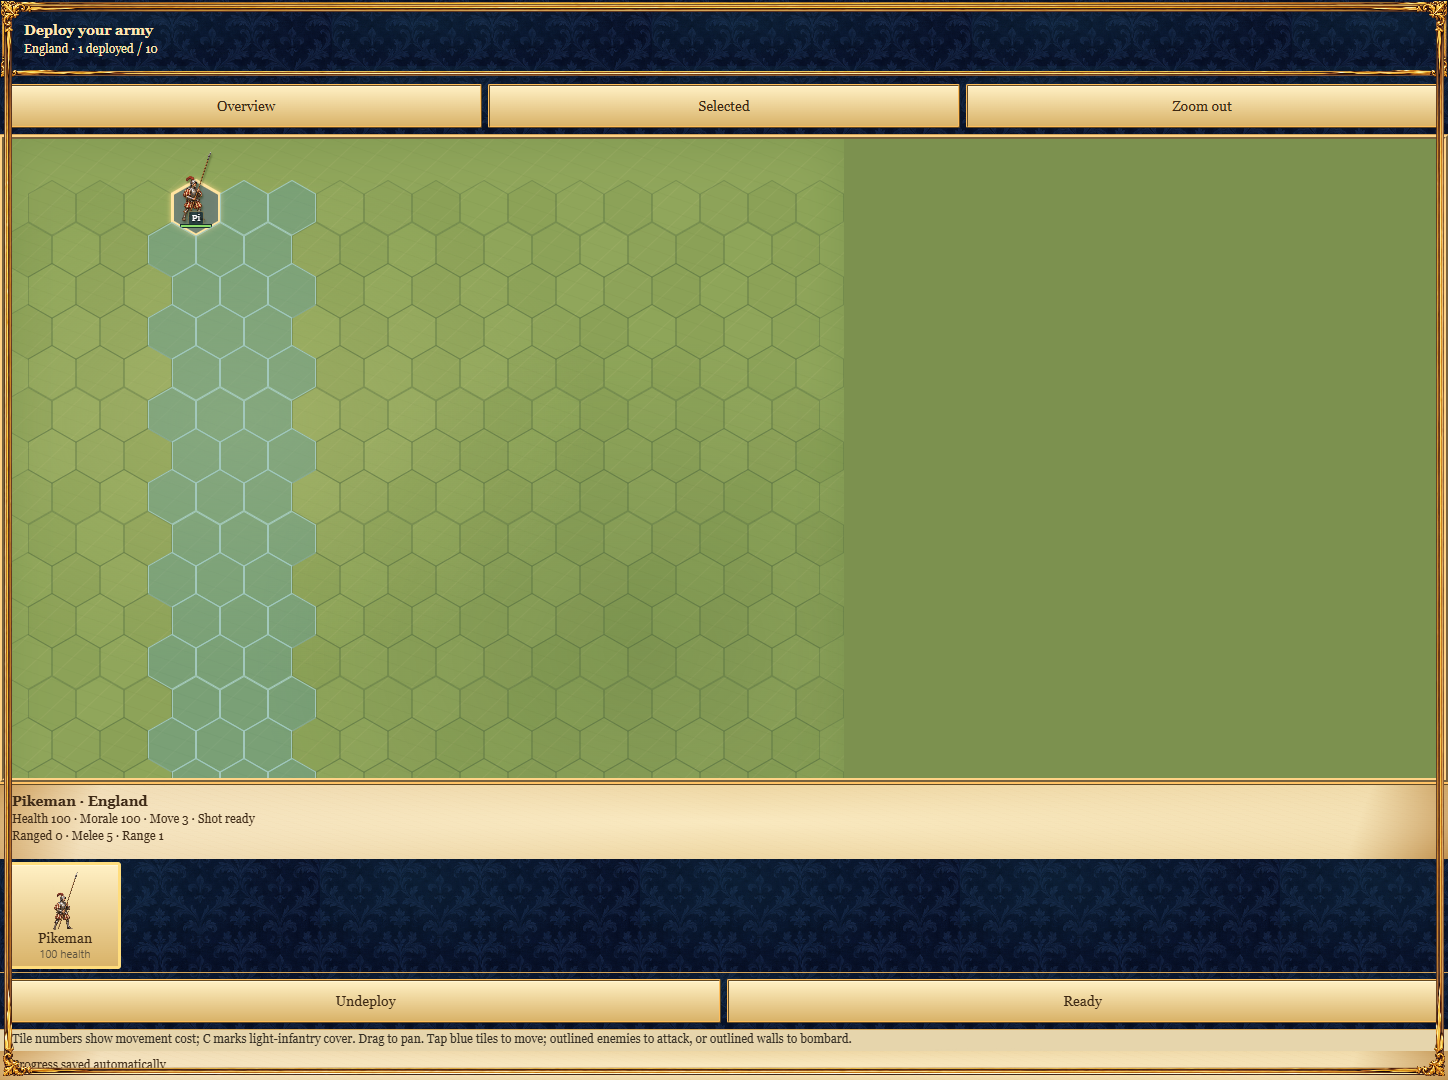 Deploy your army
England · 1 deployed / 10
Overview
Selected
Zoom out
Pi
Pikeman · England
Health 100 · Morale 100 · Move 3 · Shot ready
Ranged 0 · Melee 5 · Range 1
Pikeman
100 health
Undeploy
Ready
Tile numbers show movement cost; C marks light-infantry cover. Drag to pan. Tap blue tiles to move; outlined enemies to attack, or outlined walls to bombard.
Progress saved automatically